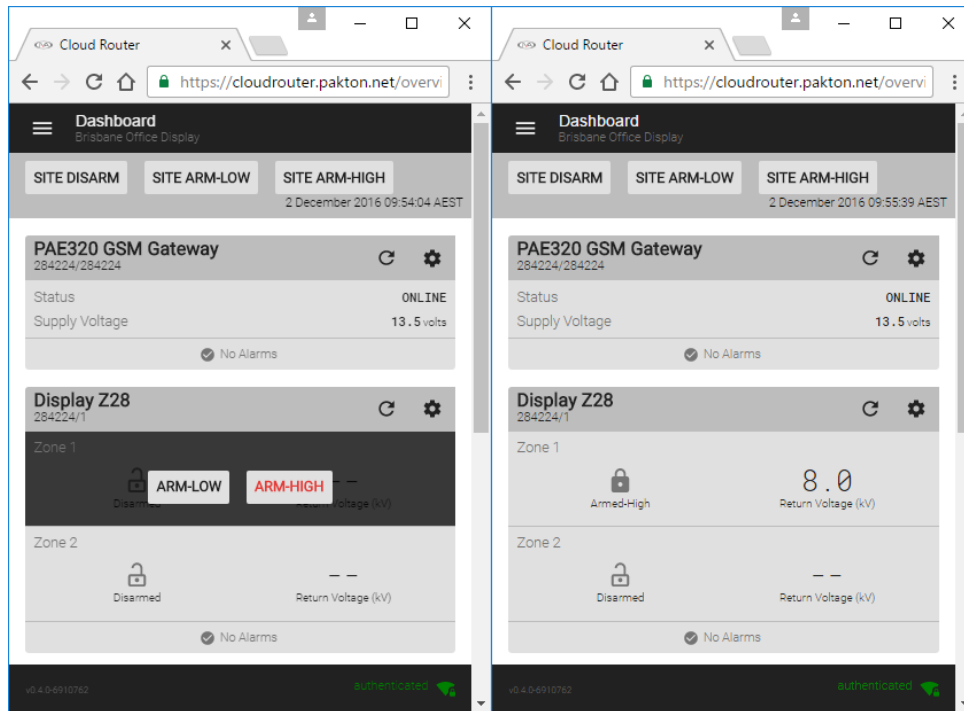 Cloud Router
https://cloudrouter.pakton.net/overvi
Dashboard
Brisbane Office Display
SITE DISARM SITE ARM-LOW SITE ARM-HIGH
2 December 2016 09:54:04 AEST
PAE320 GSM Gateway
284224/284224
Status ONLINE
Supply Voltage 13.5 volts
No Alarms
Display Z28
284224/1
Zone 1
ARM-LOW ARM-HIGH
Disarmed Return Voltage (kV)
Zone 2
-- 
Disarmed Return Voltage (kV)
No Alarms
v0.4.0-6910762 authenticated
Cloud Router
https://cloudrouter.pakton.net/overvi
Dashboard
Brisbane Office Display
SITE DISARM SITE ARM-LOW SITE ARM-HIGH
2 December 2016 09:55:39 AEST
PAE320 GSM Gateway
284224/284224
Status ONLINE
Supply Voltage 13.5 volts
No Alarms
Display Z28
284224/1
Zone 1
8.0
Armed-High Return Voltage (kV)
Zone 2
--
Disarmed Return Voltage (kV)
No Alarms
v0.4.0-6910762 authenticated